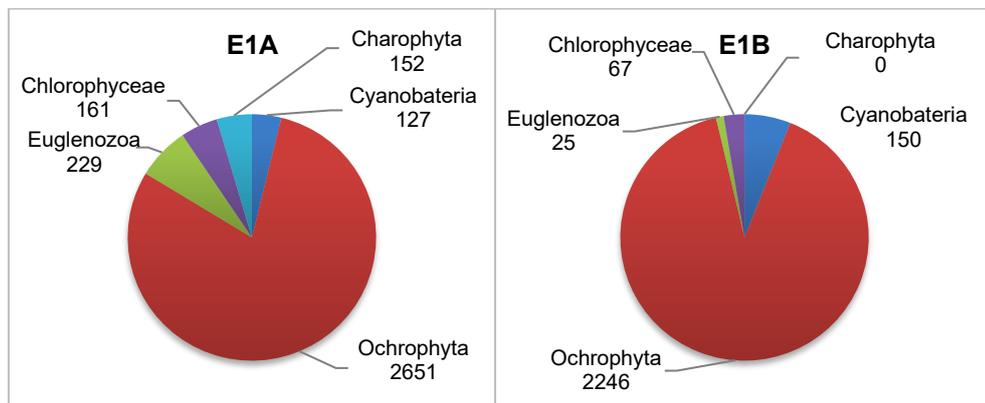 E1A
Charophyta
152
Chlorophyceae
161
Cyanobateria
127
Euglenozoa
229
Ochrophyta
2651
E1B
Charophyta
0
Chlorophyceae
67
Cyanobateria
150
Euglenozoa
25
Ochrophyta
2246